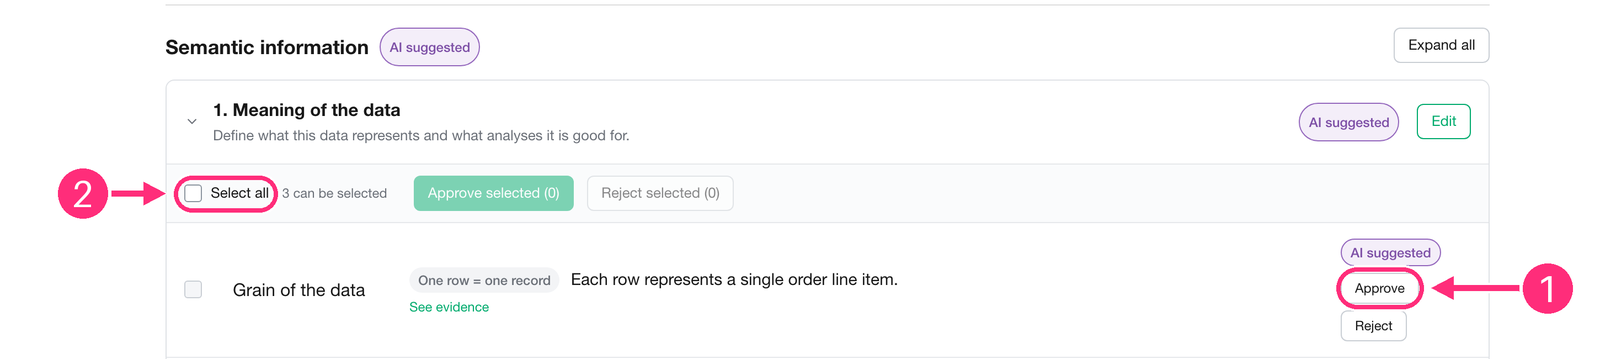 Semantic information AI suggested Expand all
1. Meaning of the data
Define what this data represents and what analyses it is good for.
AI suggested Edit
2 Select all 3 can be selected Approve selected (0) Reject selected (0)
Grain of the data One row = one record Each row represents a single order line item.
See evidence
AI suggested
Approve 1
Reject